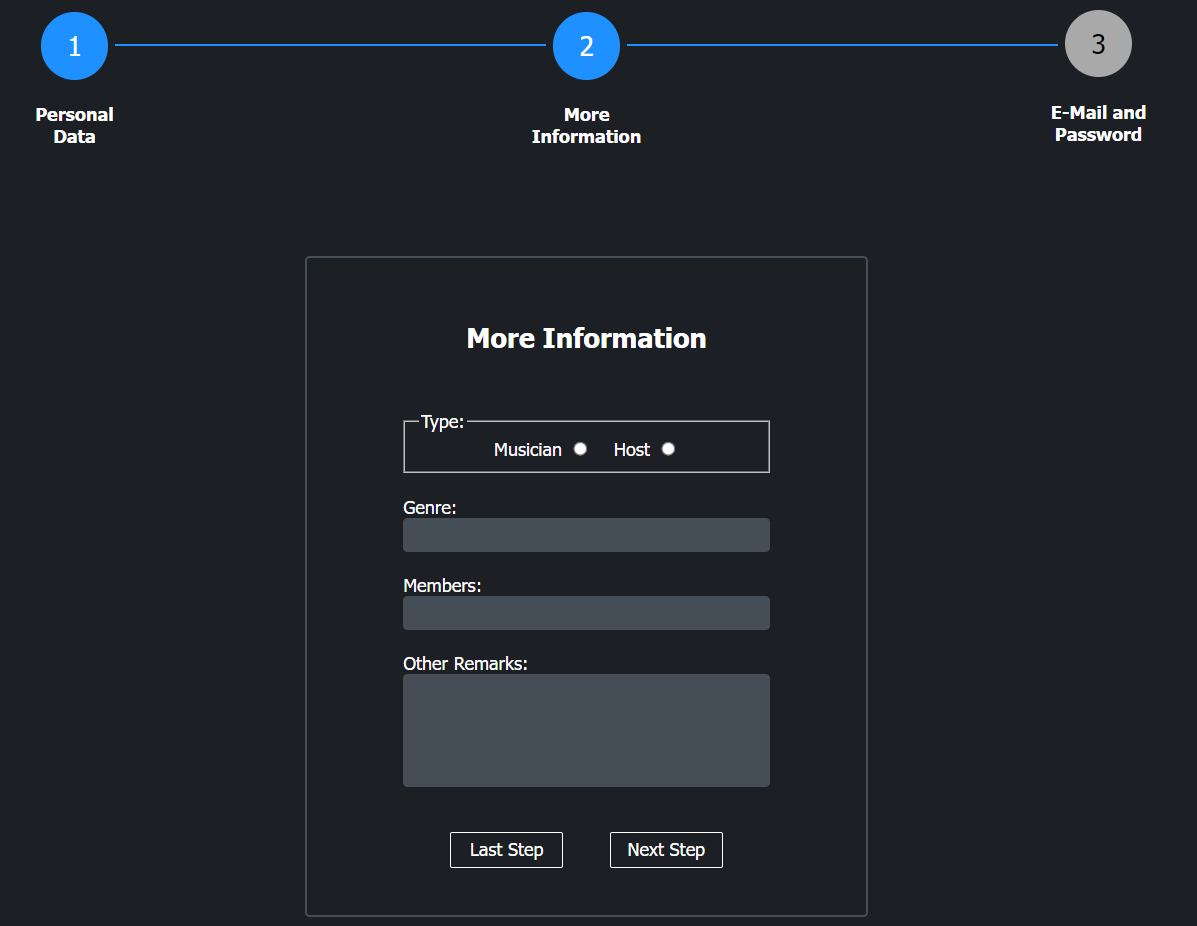 1
2
3
Personal
Data
More
Information
E-Mail and
Password
More Information
Type:
Musician Host
Genre:
Members:
Other Remarks:
Last Step Next Step